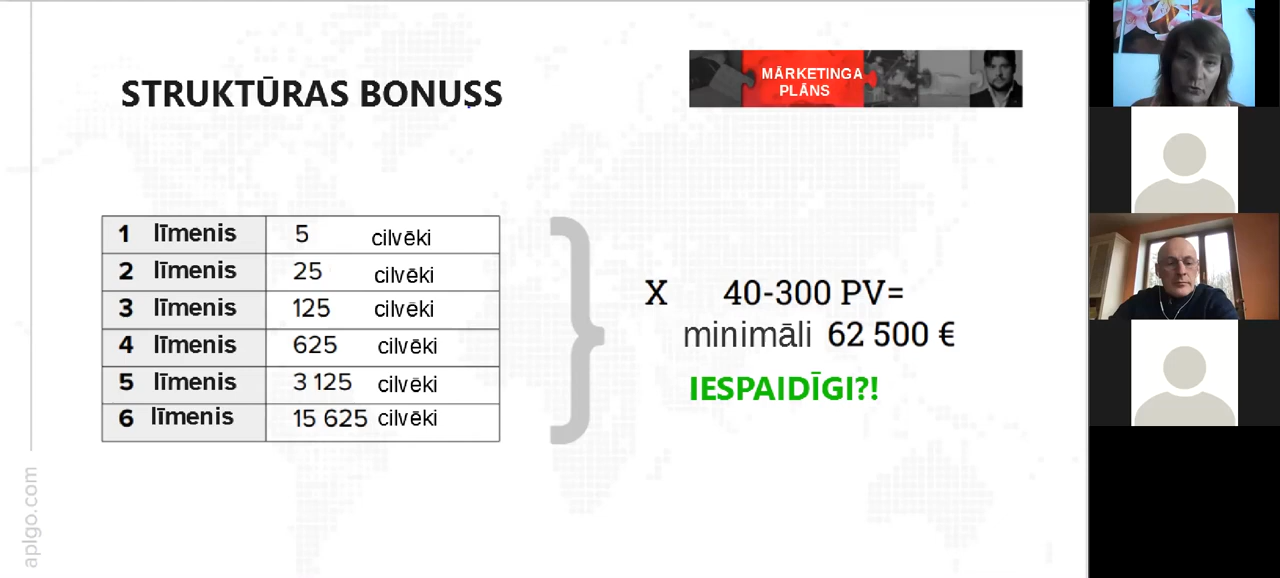 STRUKTŪRAS BONUSS
MĀRKETINGA
PLĀNS
1 līmenis 5 cilvēki
2 līmenis 25 cilvēki
3 līmenis 125 cilvēki
4 līmenis 625 cilvēki
5 līmenis 3 125 cilvēki
6 līmenis 15 625 cilvēki
X 40-300 PV=
minimāli 62 500 €
IESPAIDĪGI?!
aplgo.com